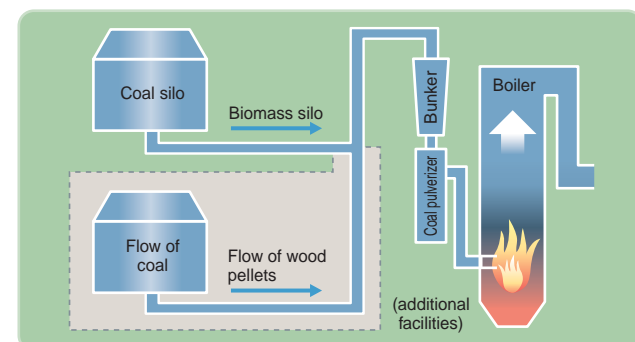 Coal silo
Biomass silo
Bunker
Boiler
Coal pulverizer
Flow of
coal
Flow of wood
pellets
(additional
facilities)